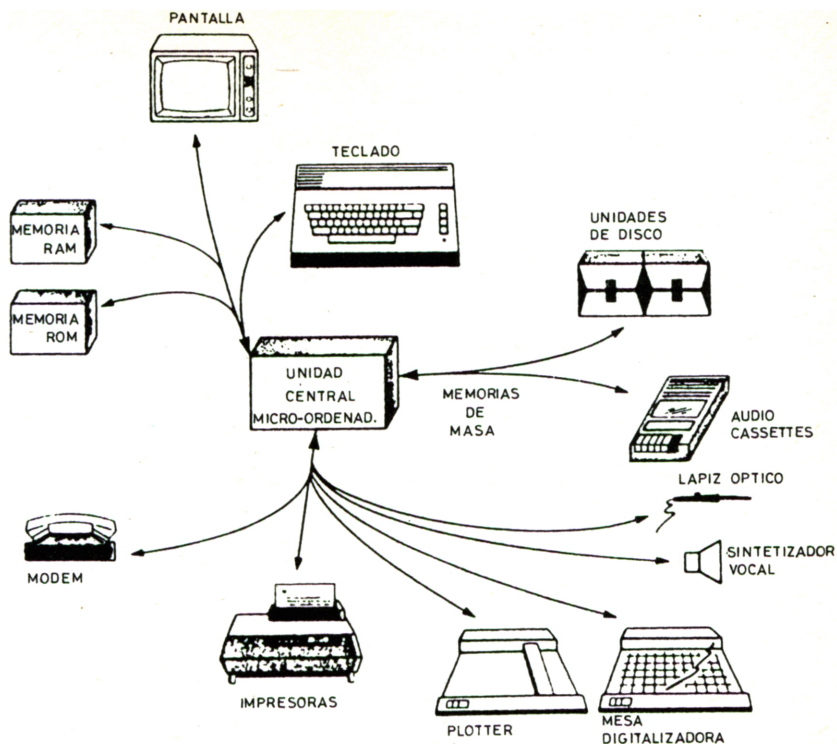 PANTALLA
TECLADO
MEMORIA
RAM
UNIDADES
DE DISCO
MEMORIA
ROM
UNIDAD
CENTRAL
MICRO-ORDENAD.
MEMORIAS
DE
MASA
AUDIO
CASSETTES
LAPIZ OPTICO
SINTETIZADOR
VOCAL
MODEM
IMPRESORAS
PLOTTER
MESA
DIGITALIZADORA